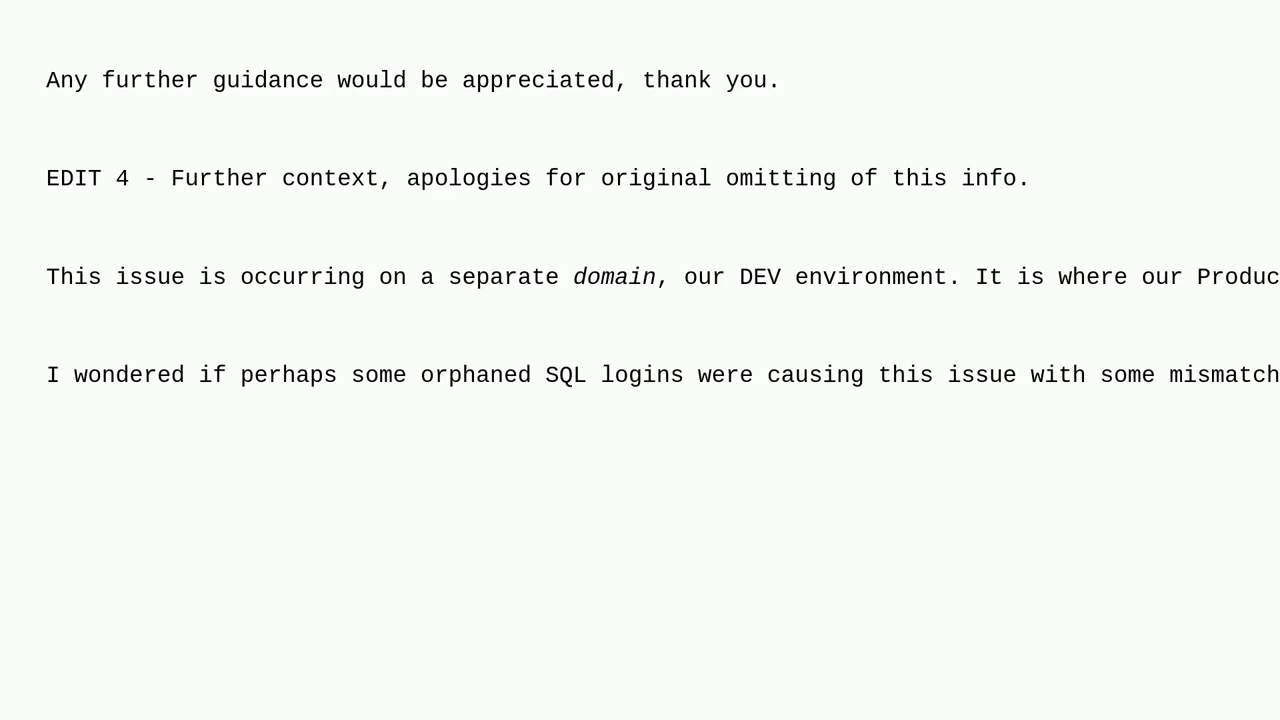 Any further guidance would be appreciated, thank you.
EDIT 4 - Further context, apologies for original omitting of this info.
This issue is occurring on a separate domain, our DEV environment. It is where our Produc
I wondered if perhaps some orphaned SQL logins were causing this issue with some mismatch